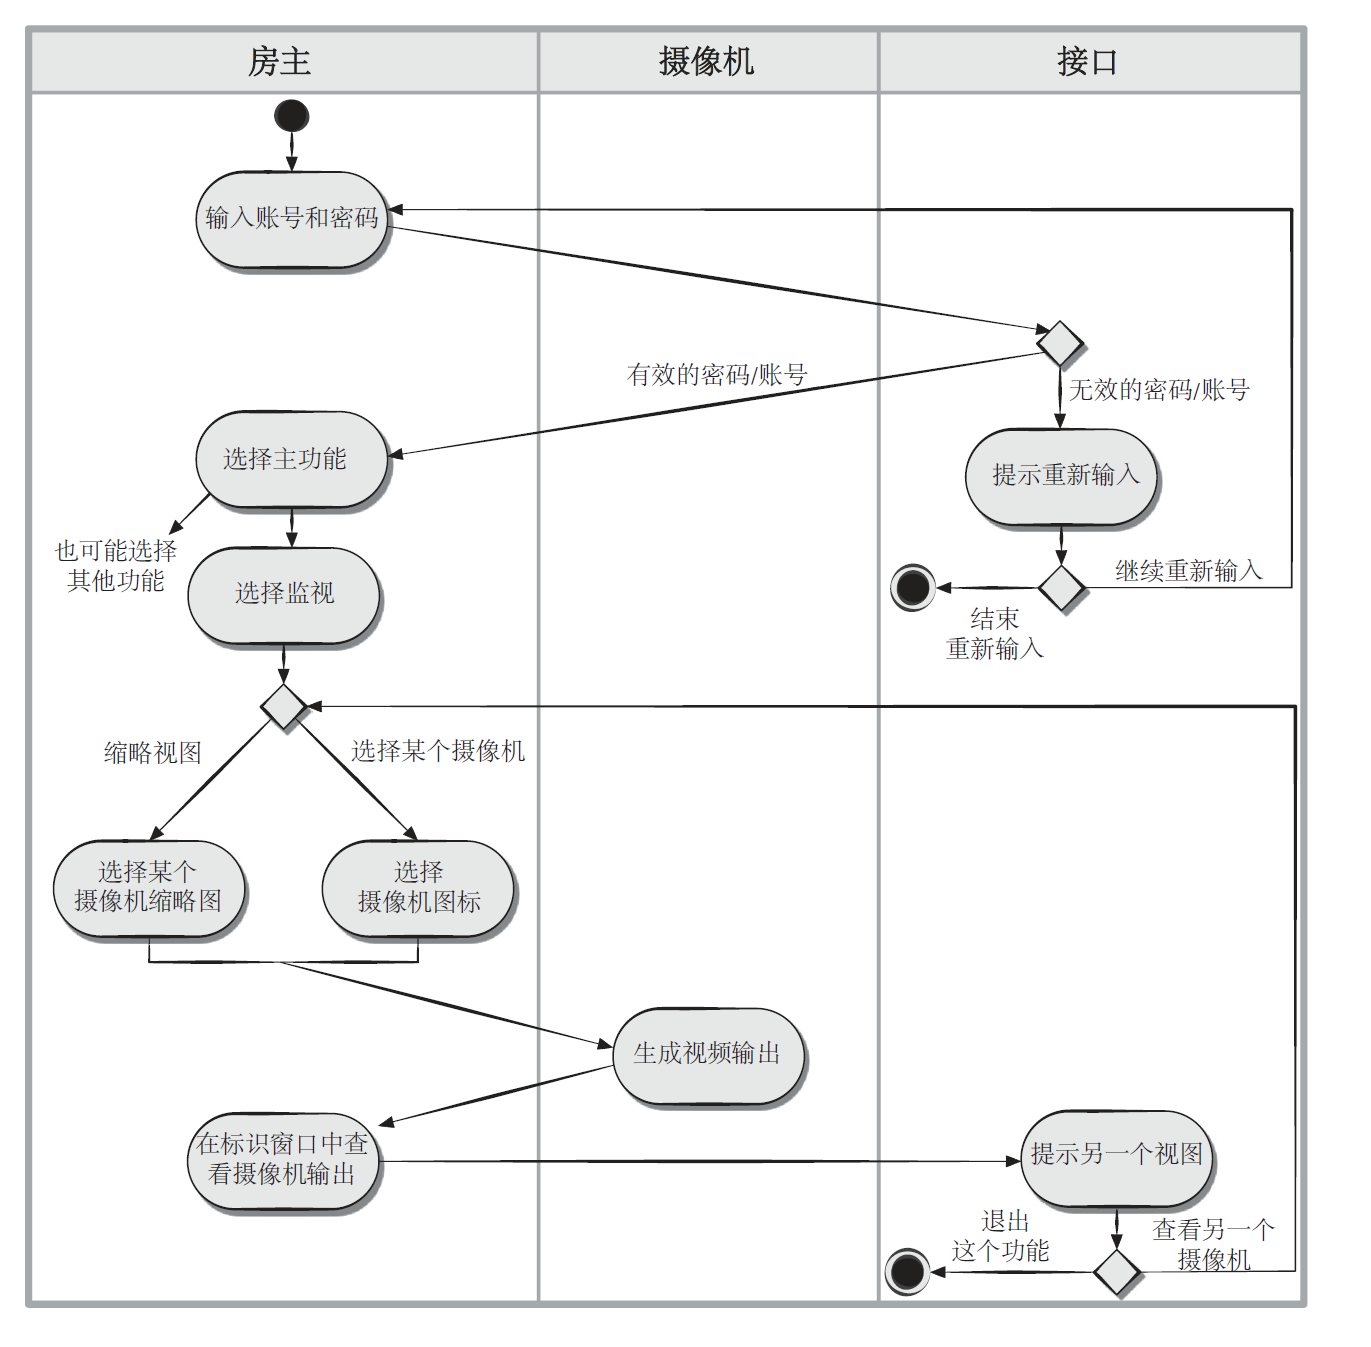 房主
摄像机
接口
输入账号和密码
有效的密码/账号
无效的密码/账号
选择主功能
提示重新输入
也可能选择
其他功能
选择监视
继续重新输入
结束
重新输入
缩略视图
选择某个摄像机
选择某个
摄像机缩略图
选择
摄像机图标
生成视频输出
在标识窗口中查
看摄像机输出
提示另一个视图
退出
这个功能
查看另一个
摄像机